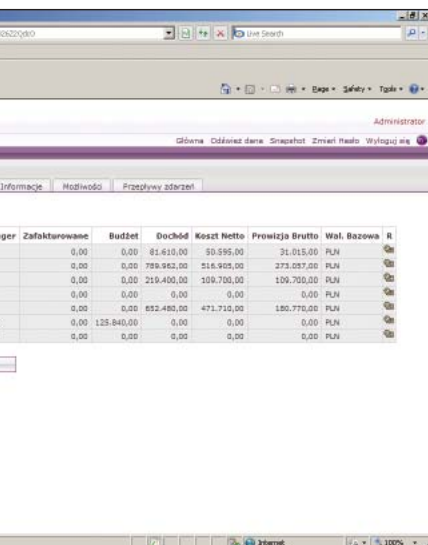 Live Search
Page Safety Tools
Administrator
Główna Odśwież dane Snapshot Zmień Hasło Wyloguj się
Informacje Możliwości Przepływy zdarzeń
ger Zafakturowane Budżet Dochód Koszt Netto Prowizja Brutto Wal. Bazowa R
0,00 0,00 81.610,00 50.595,00 31.015,00 PLN
0,00 0,00 789.962,00 516.905,00 273.057,00 PLN
0,00 0,00 219.400,00 109.700,00 109.700,00 PLN
0,00 0,00 0,00 0,00 0,00 PLN
0,00 0,00 652.480,00 471.710,00 180.770,00 PLN
0,00 125.840,00 0,00 0,00 0,00 PLN
0,00 0,00 0,00 0,00 0,00 PLN
Internet 100%